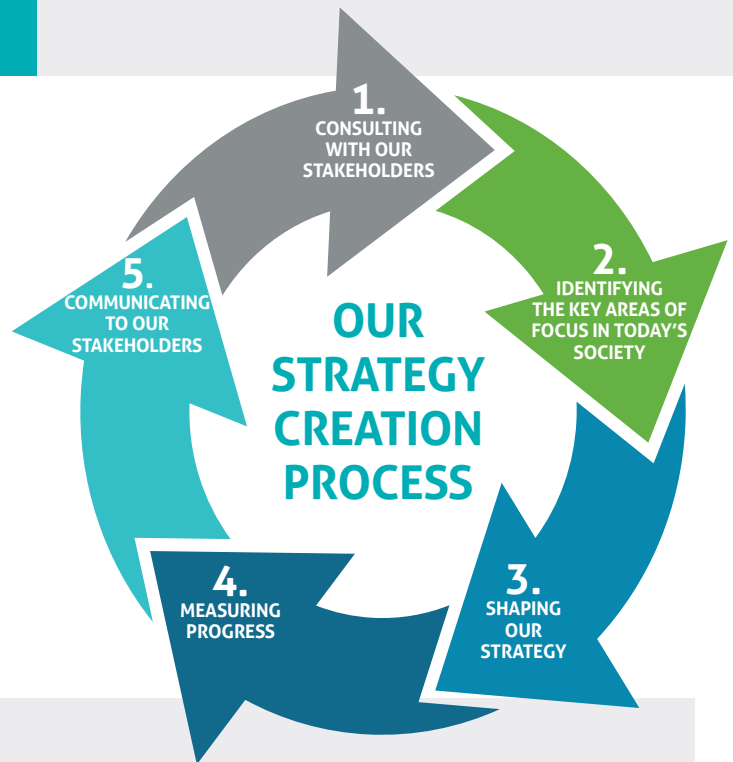 1.
CONSULTING
WITH OUR
STAKEHOLDERS
2.
IDENTIFYING
THE KEY AREAS OF
FOCUS IN TODAY'S
SOCIETY
3.
SHAPING
OUR
STRATEGY
4.
MEASURING
PROGRESS
5.
COMMUNICATING
TO OUR
STAKEHOLDERS
OUR
STRATEGY
CREATION
PROCESS